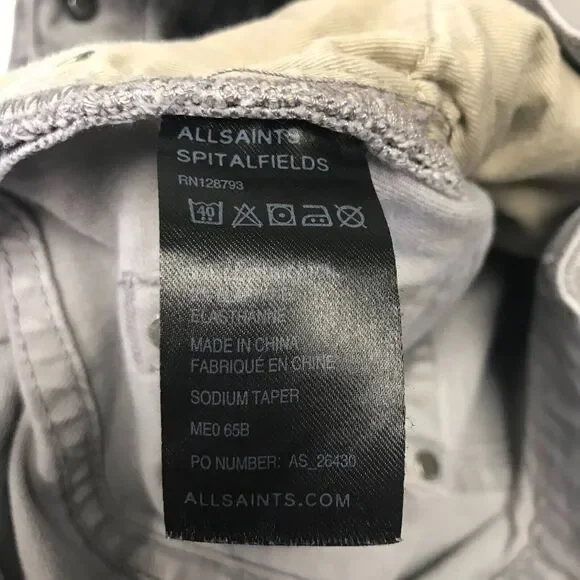 ALLSAINTS
SPITALFIELDS
RN128793
40
ELASTHANNE
MADE IN CHINA
FABRIQUÉ EN CHINE
SODIUM TAPER
ME0 65B
PO NUMBER: AS_26430
ALLSAINTS.COM